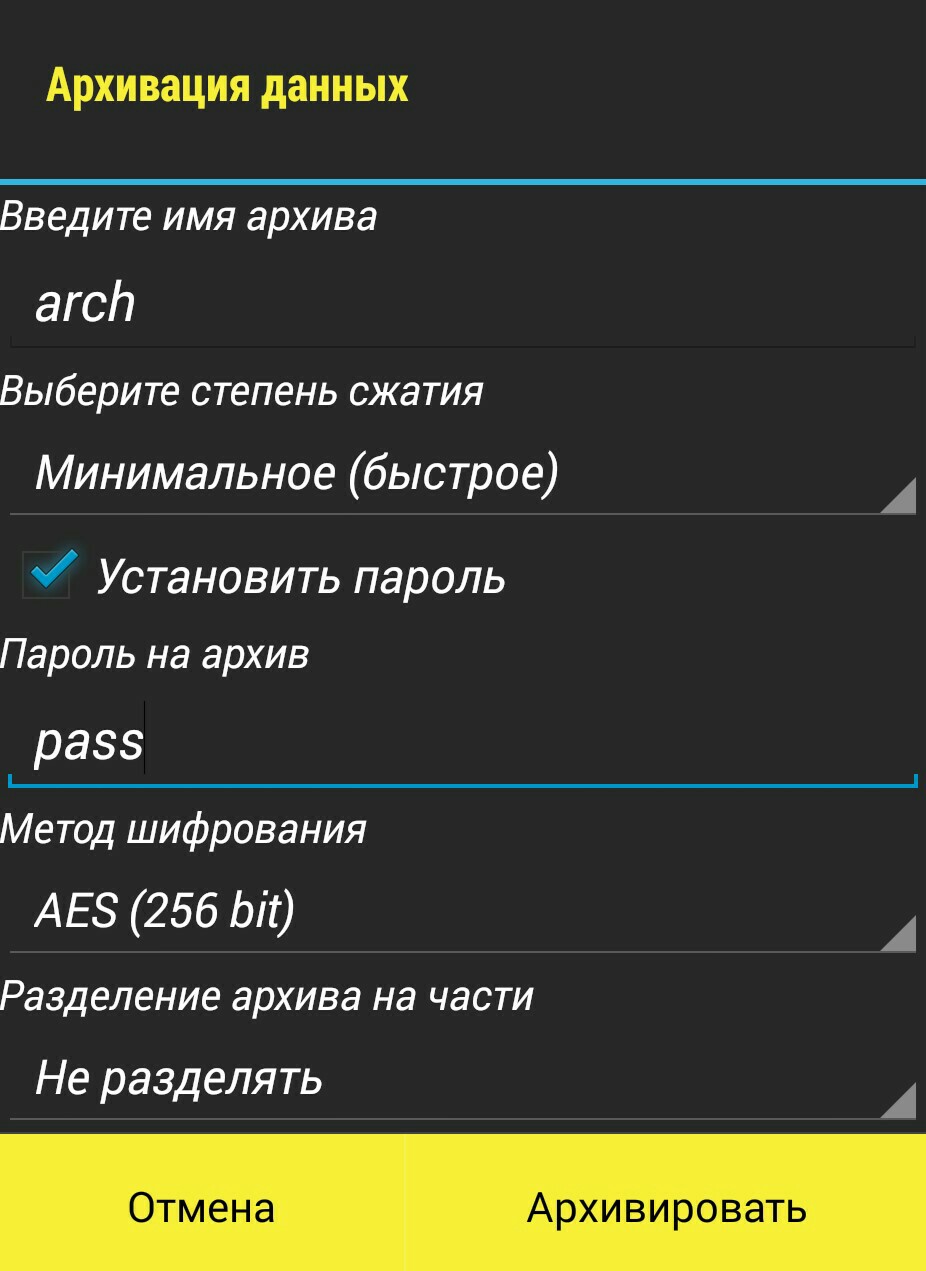 Архивация данных
Введите имя архива
arch
Выберите степень сжатия
Минимальное (быстрое)
Установить пароль
Пароль на архив
pass
Метод шифрования
AES (256 bit)
Разделение архива на части
Не разделять
Отмена
Архивировать